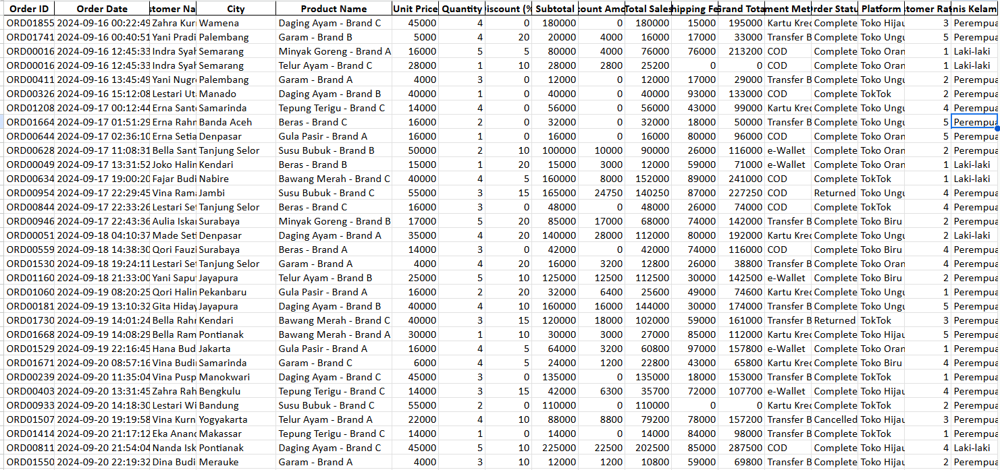 Order ID Order Date stomer Na City Product Name Unit Price Quantity iscount (% Subtotal ount Amo Total Sales hipping Fe Grand Tota ment Met rder Statu Platform tomer Rat nis Kelam
ORD01855 2024-09-16 00:22:49 Zahra Kur Wamena Daging Ayam - Brand C 45000 4 0 180000 0 180000 15000 195000 Kartu Kre Complete Toko Hijau 3 Perempua
ORD01741 2024-09-16 00:40:51 Yani Pradi Palembang Garam - Brand B 5000 4 20 20000 4000 16000 17000 33000 Transfer B Complete Toko Ungu 5 Perempua
ORD00016 2024-09-16 12:45:33 Indra Syah Semarang Minyak Goreng - Brand A 16000 5 5 80000 4000 76000 76000 213200 COD Complete Toko Oran 1 Laki-laki
ORD00016 2024-09-16 12:45:33 Indra Syah Semarang Telur Ayam - Brand C 28000 1 10 28000 2800 25200 0 0 COD Complete Toko Oran 1 Laki-laki
ORD00411 2024-09-16 13:45:49 Yani Nugr Palembang Garam - Brand A 4000 3 0 12000 0 12000 17000 29000 Transfer B Complete Toko Ungu 2 Perempua
ORD00326 2024-09-16 15:12:08 Lestari Ut Manado Daging Ayam - Brand B 40000 1 0 40000 0 40000 93000 133000 COD Complete TokTok 2 Perempua
ORD01208 2024-09-17 00:12:44 Erna Sant Samarinda Tepung Terigu - Brand C 14000 4 0 56000 0 56000 43000 99000 Kartu Kre Complete Toko Ungu 4 Perempua
ORD01664 2024-09-17 01:51:29 Erna Rahn Banda Aceh Beras - Brand C 16000 2 0 32000 0 32000 18000 50000 Transfer B Complete Toko Ungu 5 Perempua
ORD00644 2024-09-17 02:36:10 Erna Setia Denpasar Gula Pasir - Brand A 16000 1 0 16000 0 16000 80000 96000 COD Complete Toko Oran 5 Perempua
ORD00628 2024-09-17 11:08:31 Bella Sant Tanjung Selor Susu Bubuk - Brand B 50000 2 10 100000 10000 90000 26000 116000 e-Wallet Complete Toko Oran 2 Perempua
ORD00049 2024-09-17 13:31:52 Joko Halin Kendari Beras - Brand B 15000 1 20 15000 3000 12000 59000 71000 e-Wallet Complete Toko Oran 1 Laki-laki
ORD00634 2024-09-17 19:00:20 Fajar Budi Nabire Bawang Merah - Brand C 40000 4 5 160000 8000 152000 89000 241000 COD Complete TokTok 1 Laki-laki
ORD00954 2024-09-17 22:29:45 Vina Rama Jambi Susu Bubuk - Brand C 55000 3 15 165000 24750 140250 87000 227250 COD Returned Toko Ungu 4 Perempua
ORD00844 2024-09-17 22:33:26 Lestari Set Tanjung Selor Beras - Brand C 16000 3 0 48000 0 48000 26000 74000 COD Complete TokTok 4 Perempua
ORD00946 2024-09-17 22:43:36 Aulia Iskar Surabaya Minyak Goreng - Brand B 17000 5 20 85000 17000 68000 74000 142000 Transfer B Complete Toko Biru 2 Perempua
ORD00051 2024-09-18 04:10:37 Made Seti Denpasar Daging Ayam - Brand A 35000 4 20 140000 28000 112000 80000 192000 Kartu Kre Complete Toko Ungu 2 Laki-laki
ORD00559 2024-09-18 14:38:30 Qori Fauzi Surabaya Beras - Brand A 14000 3 0 42000 0 42000 74000 116000 COD Complete Toko Biru 4 Perempua
ORD01530 2024-09-18 19:24:11 Lestari Set Tanjung Selor Garam - Brand A 4000 4 20 16000 3200 12800 26000 38800 Transfer B Complete Toko Oran 4 Perempua
ORD01160 2024-09-18 21:33:00 Yani Saput Jayapura Telur Ayam - Brand B 25000 5 10 125000 12500 112500 30000 142500 e-Wallet Complete Toko Biru 2 Perempua
ORD01060 2024-09-19 08:20:25 Qori Halin Pekanbaru Gula Pasir - Brand A 16000 2 20 32000 6400 25600 49000 74600 Kartu Kre Complete Toko Ungu 1 Perempua
ORD00181 2024-09-19 13:10:32 Gita Hiday Jayapura Daging Ayam - Brand B 40000 4 10 160000 16000 144000 30000 174000 Transfer B Complete Toko Ungu 5 Perempua
ORD01730 2024-09-19 14:01:24 Bella Rahr Kendari Bawang Merah - Brand C 40000 3 15 120000 18000 102000 59000 161000 Transfer B Returned TokTok 3 Perempua
ORD01668 2024-09-19 14:08:29 Bella Ram Pontianak Bawang Merah - Brand A 30000 1 10 30000 3000 27000 85000 112000 Kartu Kre Complete Toko Hijau 5 Perempua
ORD01529 2024-09-19 22:16:45 Hana Bud Jakarta Gula Pasir - Brand A 16000 4 5 64000 3200 60800 97000 157800 e-Wallet Complete Toko Oran 1 Perempua
ORD01671 2024-09-20 08:57:16 Vina Budi Samarinda Garam - Brand C 6000 4 5 24000 1200 22800 43000 65800 Kartu Kre Complete Toko Biru 4 Perempua
ORD00239 2024-09-20 11:35:04 Vina Pusp Manokwari Daging Ayam - Brand C 45000 3 0 135000 0 135000 18000 153000 Transfer B Complete TokTok 1 Perempua
ORD00403 2024-09-20 13:31:45 Zahra Rah Bengkulu Tepung Terigu - Brand C 14000 3 15 42000 6300 35700 72000 107700 e-Wallet Complete Toko Hijau 4 Perempua
ORD00933 2024-09-20 14:18:30 Lestari Wi Bandung Susu Bubuk - Brand C 55000 2 0 110000 0 110000 0 0 Kartu Kre Complete TokTok 2 Perempua
ORD01507 2024-09-20 19:19:58 Vina Kurn Yogyakarta Telur Ayam - Brand A 22000 4 10 88000 8800 79200 78000 157200 Transfer B Cancelled Toko Hijau 3 Perempua
ORD01414 2024-09-20 21:17:12 Eka Anan Makassar Tepung Terigu - Brand C 14000 1 0 14000 0 14000 84000 98000 Transfer B Complete TokTok 1 Perempua
ORD00811 2024-09-20 21:54:04 Nanda Isk Pontianak Daging Ayam - Brand C 45000 5 10 225000 22500 202500 85000 287500 COD Complete Toko Hijau 4 Laki-laki
ORD01550 2024-09-20 22:19:32 Dina Budi Merauke Garam - Brand A 4000 3 10 12000 1200 10800 59000 69800 Transfer B Complete Toko Hijau 2 Perempua